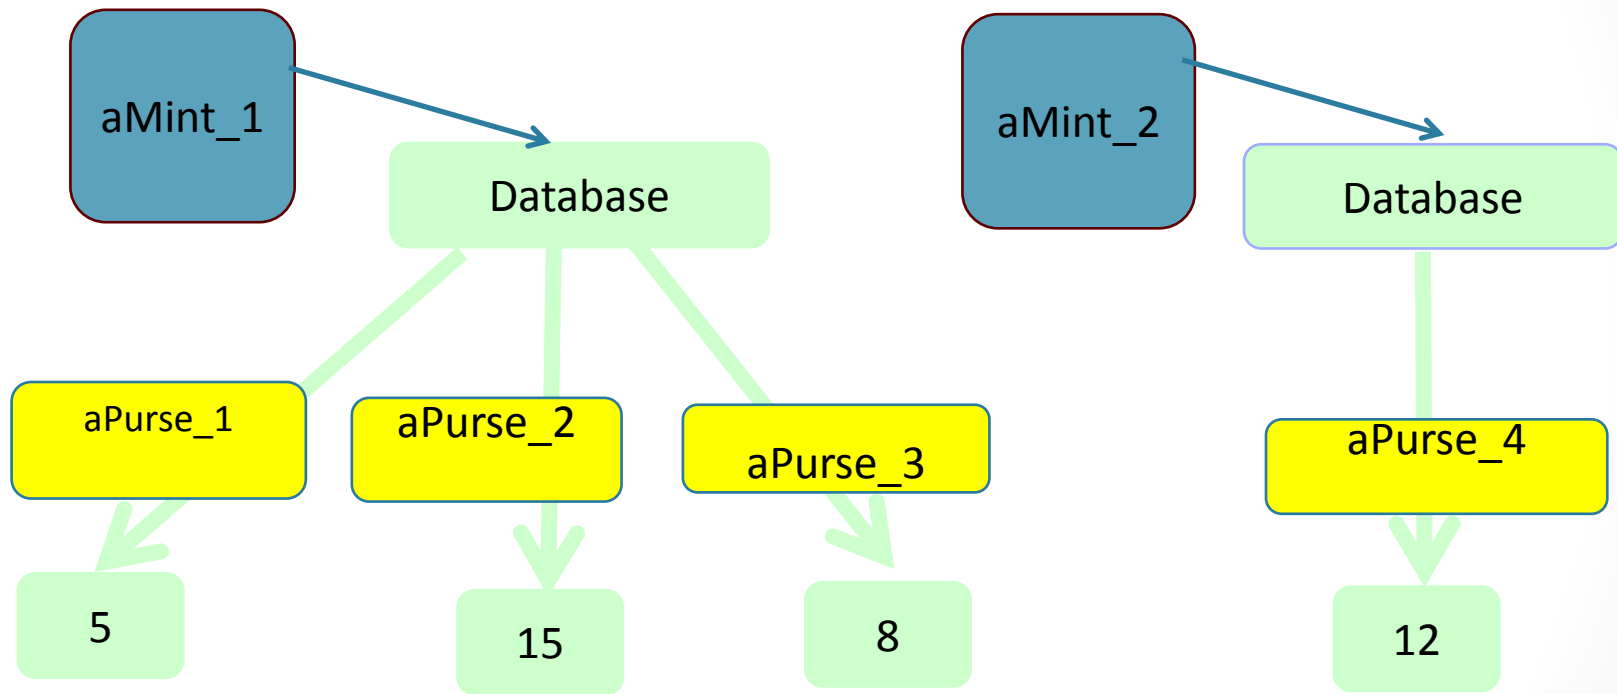 aMint_1
aMint_2
Database
Database
aPurse_1
aPurse_2
aPurse_3
aPurse_4
5
15
8
12